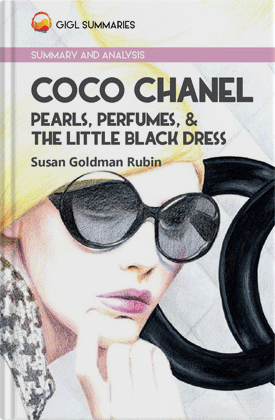 GIGL SUMMARIES
SUMMARY AND ANALYSIS
COCO CHANEL
PEARLS, PERFUMES, &
THE LITTLE BLACK DRESS
Susan Goldman Rubin